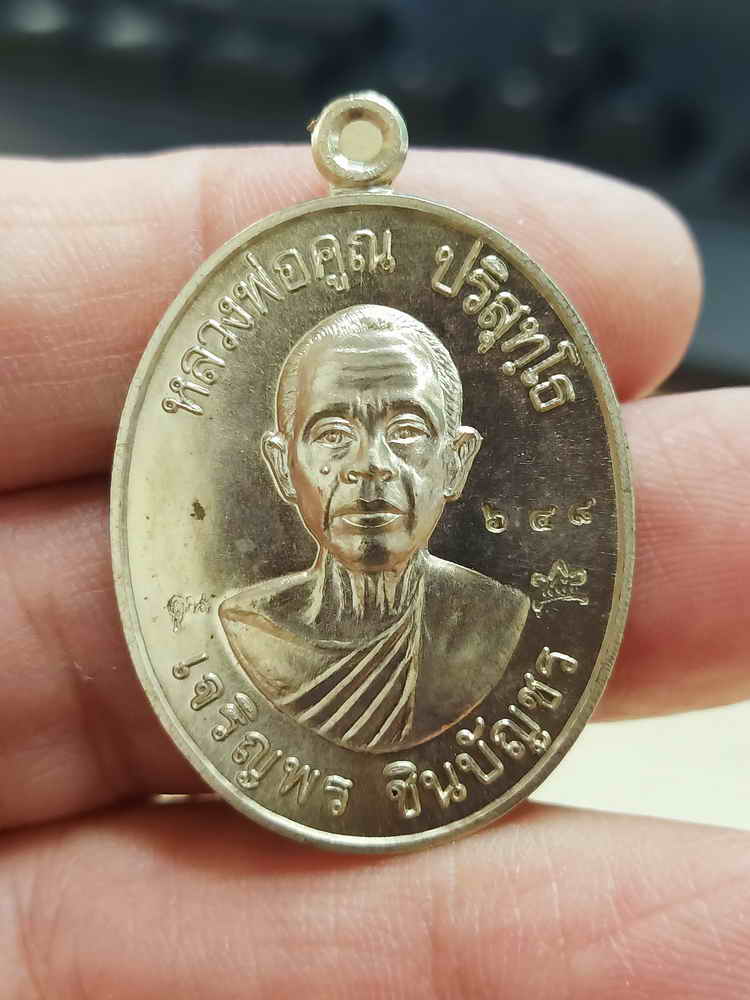 หลวงพ่อคูณ ปริสุทฺโธ
๖๔๙
เจริญพร ชินบัญชร